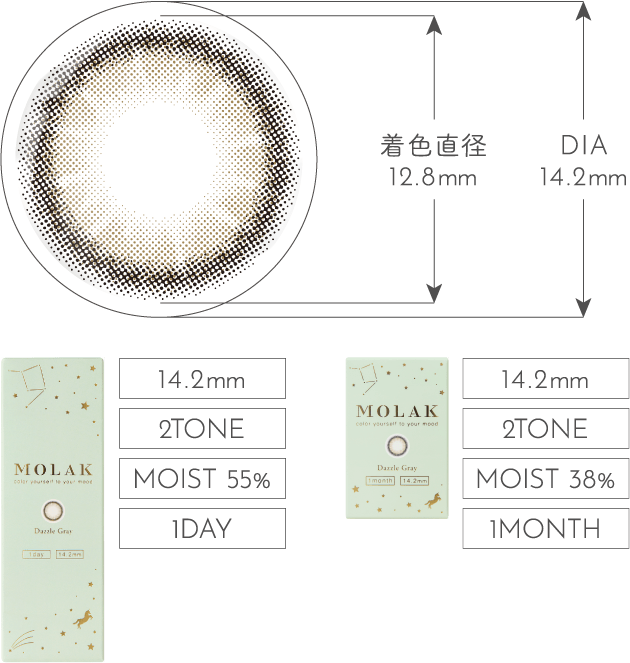 着色直径
12.8mm
DIA
14.2mm
MOLAK
color yourself to your mood
Dazzle Gray
1day
14.2mm
14.2mm
2TONE
MOIST 55%
1DAY
MOLAK
color yourself to your mood
Dazzle Gray
1month
14.2mm
14.2mm
2TONE
MOIST 38%
1MONTH